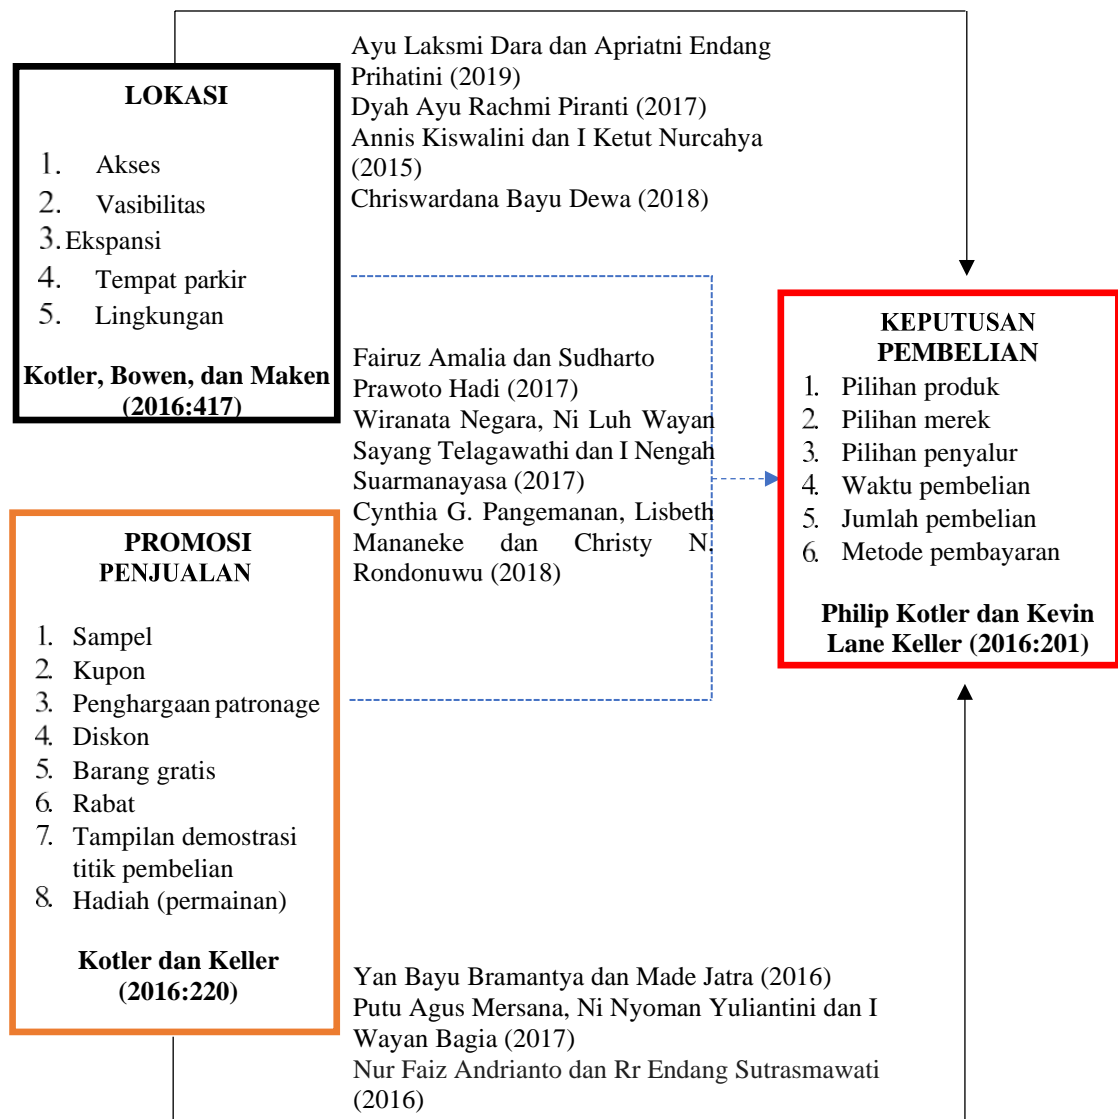 Ayu Laksmi Dara dan Apriatni Endang
Prihatini (2019)
Dyah Ayu Rachmi Piranti (2017)
Annis Kiswalini dan I Ketut Nurcahya
(2015)
Chriswardana Bayu Dewa (2018)
LOKASI
1. Akses
2. Vasibilitas
3. Ekspansi
4. Tempat parkir
5. Lingkungan
Kotler, Bowen, dan Maken
(2016:417)
Fairuz Amalia dan Sudharto
Prawoto Hadi (2017)
Wiranata Negara, Ni Luh Wayan
Sayang Telagawathi dan I Nengah
Suarmanayasa (2017)
Cynthia G. Pangemanan, Lisbeth
Mananeke dan Christy N.
Rondonuwu (2018)
KEPUTUSAN
PEMBELIAN
1. Pilihan produk
2. Pilihan merek
3. Pilihan penyalur
4. Waktu pembelian
5. Jumlah pembelian
6. Metode pembayaran
Philip Kotler dan Kevin
Lane Keller (2016:201)
PROMOSI
PENJUALAN
1. Sampel
2. Kupon
3. Penghargaan patronage
4. Diskon
5. Barang gratis
6. Rabat
7. Tampilan demostrasi
titik pembelian
8. Hadiah (permainan)
Kotler dan Keller
(2016:220)
Yan Bayu Bramantya dan Made Jatra (2016)
Putu Agus Mersana, Ni Nyoman Yuliantini dan I
Wayan Bagia (2017)
Nur Faiz Andrianto dan Rr Endang Sutrasmawati
(2016)